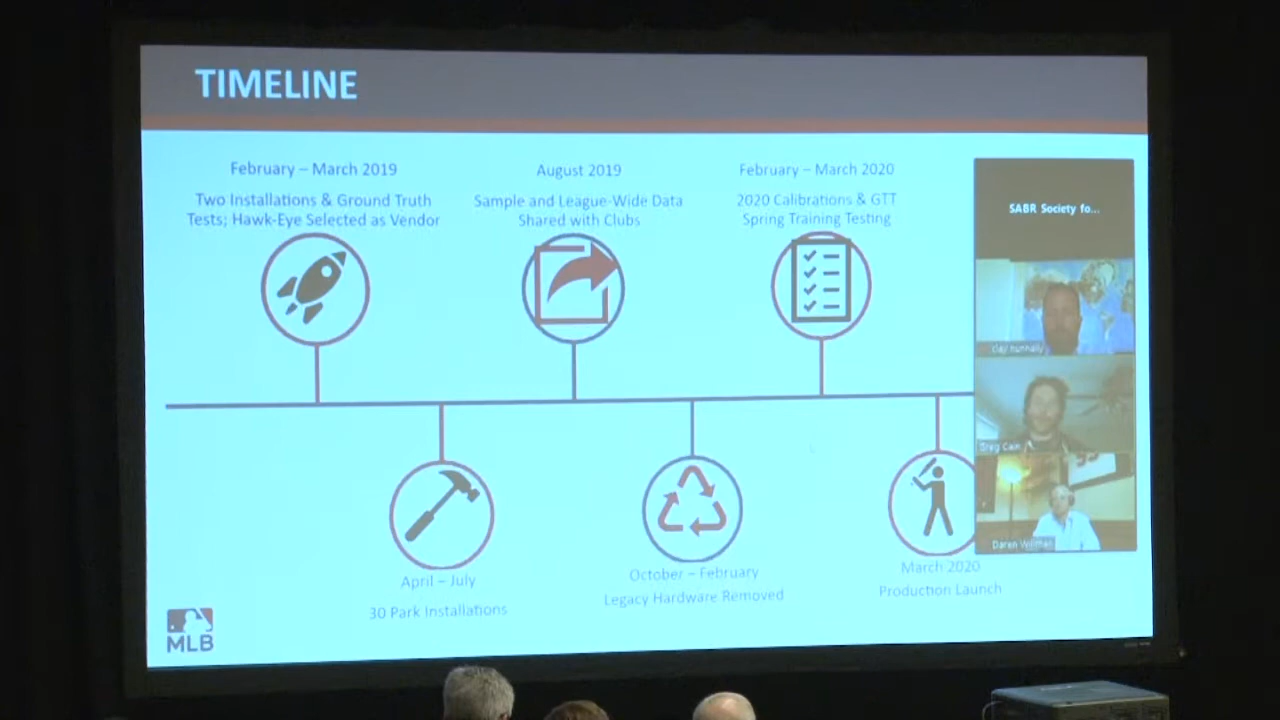 TIMELINE
February – March 2019
Two Installations & Ground Truth
Tests; Hawk-Eye Selected as Vendor
August 2019
Sample and League-Wide Data
Shared with Clubs
February – March 2020
2020 Calibrations & GTT
Spring Training Testing
SABR Society fo...
clay nunnally
Greg Cain
Daren Willman
April – July
30 Park Installations
October – February
Legacy Hardware Removed
March 2020
Production Launch
MLB